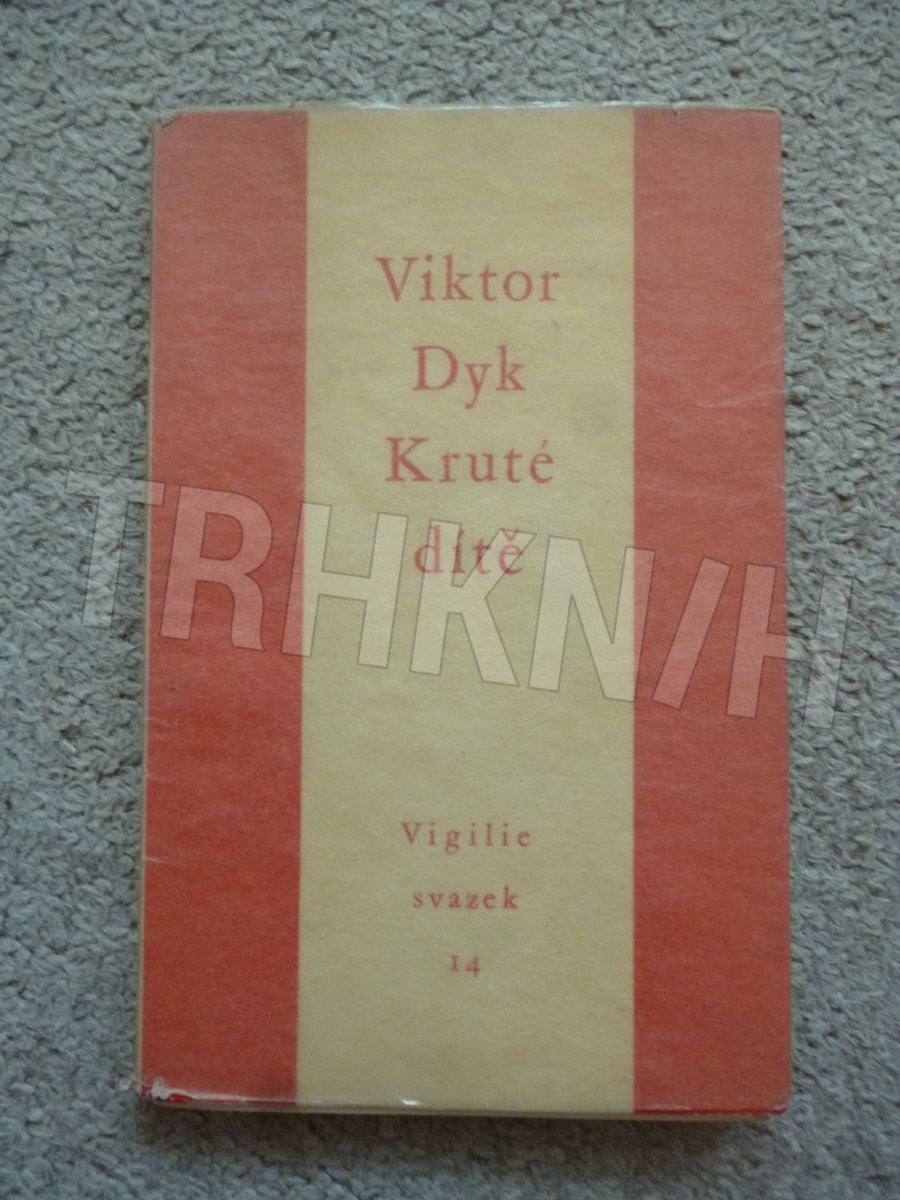 Viktor
Dyk
Kruté
dítě
TRHKNIH
Vigilie
svazek
14